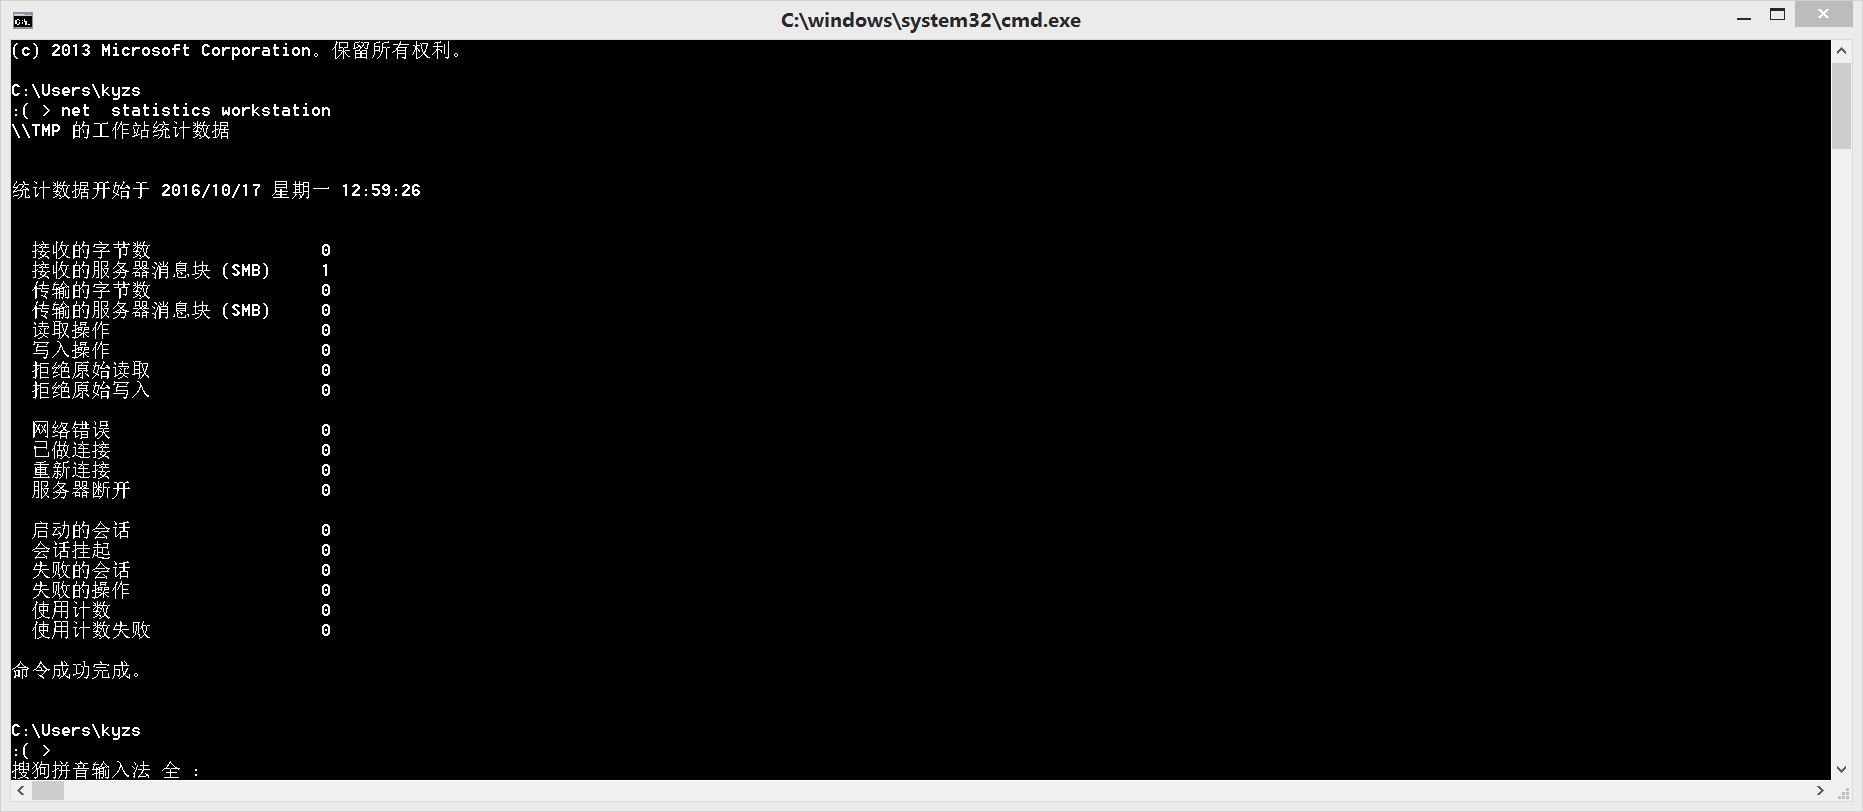 C:\windows\system32\cmd.exe
(c) 2013 Microsoft Corporation。保留所有权利。
C:\Users\kyzs
:( > net  statistics workstation
\\TMP 的工作站统计数据
统计数据开始于 2016/10/17 星期一 12:59:26
接收的字节数 0
接收的服务器消息块 (SMB) 1
传输的字节数 0
传输的服务器消息块 (SMB) 0
读取操作 0
写入操作 0
拒绝原始读取 0
拒绝原始写入 0
网络错误 0
已做连接 0
重新连接 0
服务器断开 0
启动的会话 0
会话挂起 0
失败的会话 0
失败的操作 0
使用计数 0
使用计数失败 0
命令成功完成。
C:\Users\kyzs
:( >
搜狗拼音输入法 全 :